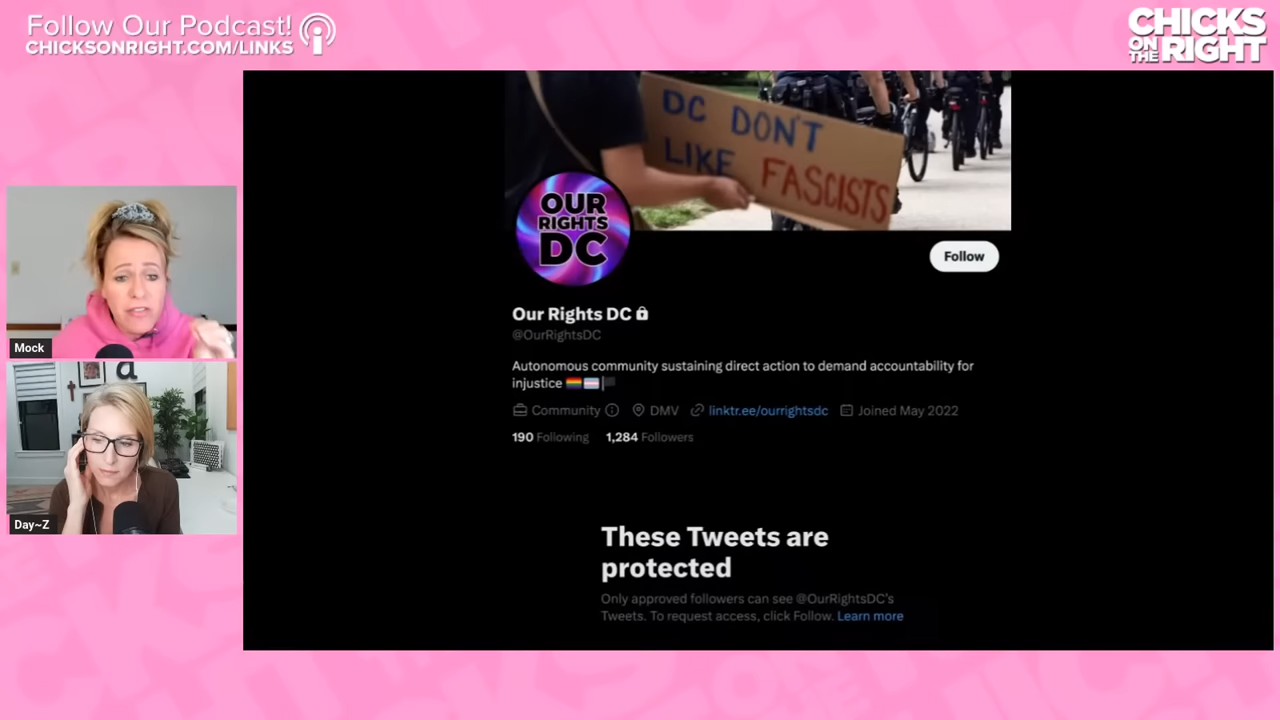 Follow Our Podcast!
CHICKSONRIGHT.COM/LINKS
CHICKS
ON THE RIGHT
DC DON'T
LIKE FASCISTS
OUR
RIGHTS
DC
Follow
Our Rights DC
@OurRightsDC
Autonomous community sustaining direct action to demand accountability for
injustice
Community DMV linktr.ee/ourrightsdc Joined May 2022
190 Following 1,284 Followers
Mock
These Tweets are
protected
Only approved followers can see @OurRightsDC's
Tweets. To request access, click Follow. Learn more
Day~Z